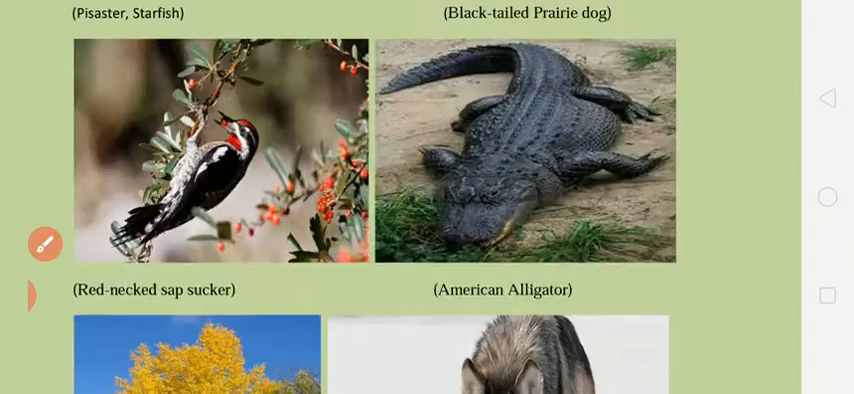 (Pisaster, Starfish) (Black-tailed Prairie dog)
(Red-necked sap sucker) (American Alligator)